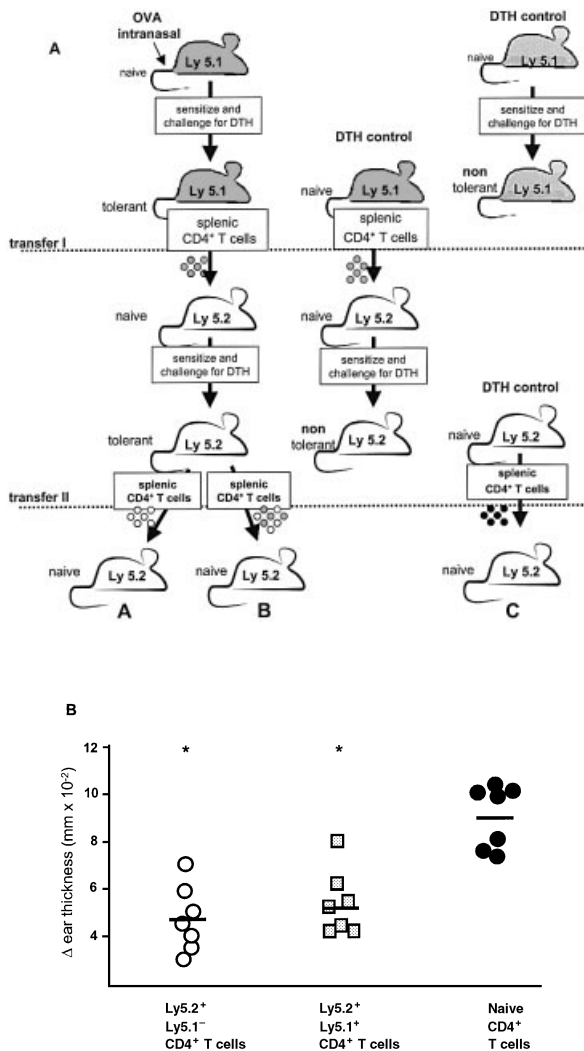 A
OVA
intranasal
naive
Ly 5.1
sensitize and
challenge for DTH
tolerant
Ly 5.1
splenic
CD4⁺ T cells
DTH control
naive
Ly 5.1
splenic
CD4⁺ T cells
DTH control
naive
Ly 5.1
sensitize and
challenge for DTH
non
tolerant
Ly 5.1
transfer I
naive
Ly 5.2
sensitize and
challenge for DTH
tolerant
Ly 5.2
splenic
CD4⁺ T cells
splenic
CD4⁺ T cells
naive
Ly 5.2
sensitize and
challenge for DTH
non
tolerant
Ly 5.2
DTH control
naive
Ly 5.2
splenic
CD4⁺ T cells
transfer II
naive
Ly 5.2
A
naive
Ly 5.2
B
naive
Ly 5.2
C
B
Δ ear thickness (mm x 10⁻²)
12
10
8
6
4
*
*
Ly5.2⁺
Ly5.1⁻
CD4⁺ T cells
Ly5.2⁺
Ly5.1⁺
CD4⁺ T cells
Naive
CD4⁺
T cells